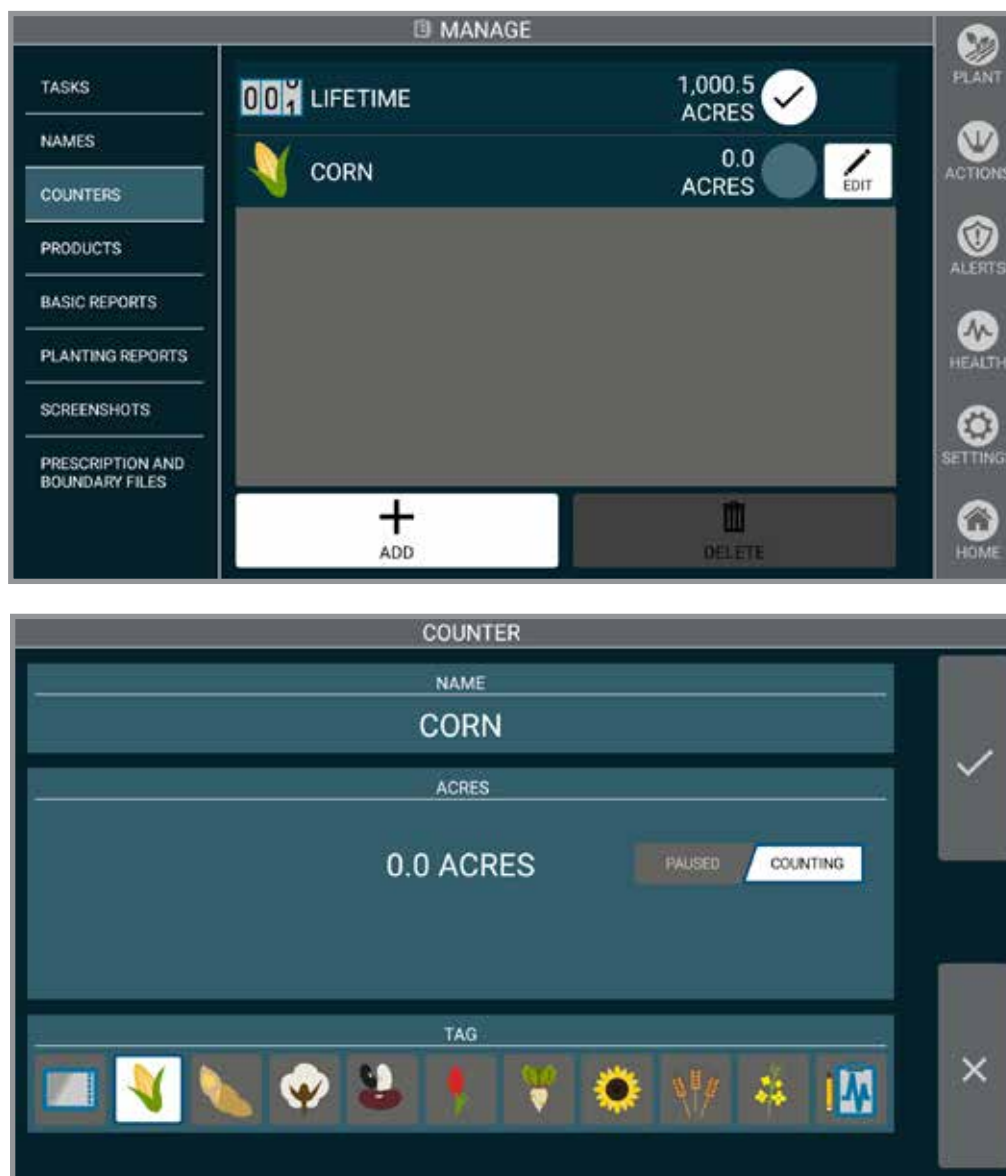 MANAGE
TASKS
NAMES
COUNTERS
PRODUCTS
BASIC REPORTS
PLANTING REPORTS
SCREENSHOTS
PRESCRIPTION AND
BOUNDARY FILES
001 LIFETIME
1,000.5
ACRES
CORN
0.0
ACRES
EDIT
ADD
DELETE
PLANT
ACTIONS
ALERTS
HEALTH
SETTING
HOME
COUNTER
NAME
CORN
ACRES
0.0 ACRES
PAUSED
COUNTING
TAG